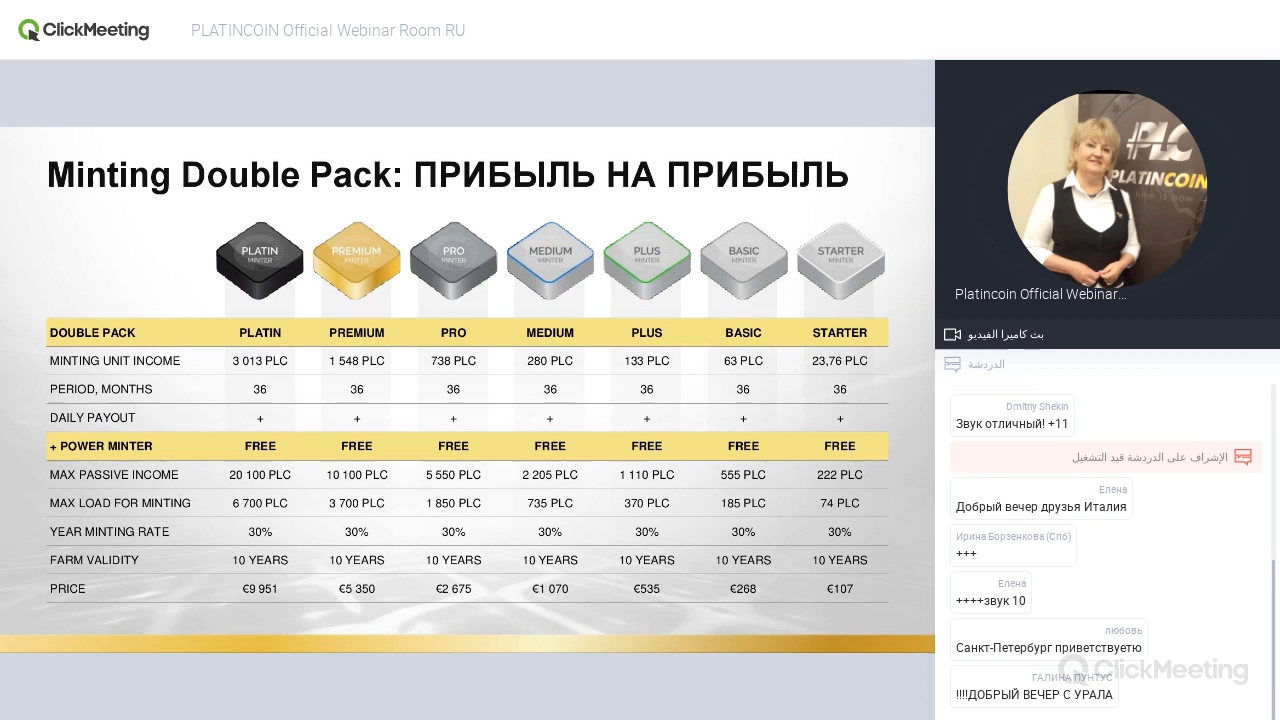 ClickMeeting
PLATINCOIN Official Webinar Room RU
Minting Double Pack: ПРИБЫЛЬ НА ПРИБЫЛЬ
PLATIN MINTER PREMIUM MINTER PRO MINTER MEDIUM MINTER PLUS MINTER BASIC MINTER STARTER MINTER
DOUBLE PACK PLATIN PREMIUM PRO MEDIUM PLUS BASIC STARTER
MINTING UNIT INCOME 3 013 PLC 1 548 PLC 738 PLC 280 PLC 133 PLC 63 PLC 23,76 PLC
PERIOD, MONTHS 36 36 36 36 36 36 36
DAILY PAYOUT + + + + + + +
+ POWER MINTER FREE FREE FREE FREE FREE FREE FREE
MAX PASSIVE INCOME 20 100 PLC 10 100 PLC 5 550 PLC 2 205 PLC 1 110 PLC 555 PLC 222 PLC
MAX LOAD FOR MINTING 6 700 PLC 3 700 PLC 1 850 PLC 735 PLC 370 PLC 185 PLC 74 PLC
YEAR MINTING RATE 30% 30% 30% 30% 30% 30% 30%
FARM VALIDITY 10 YEARS 10 YEARS 10 YEARS 10 YEARS 10 YEARS 10 YEARS 10 YEARS
PRICE €9 951 €5 350 €2 675 €1 070 €535 €268 €107
PLC
PLATINCOIN
time is now
Platincoin Official Webinar...
بث كاميرا الفيديو
الدردشة
Dmitriy Shekin
Звук отличный! +11
الإشراف على الدردشة قيد التشغيل
Елена
Добрый вечер друзья Италия
Ирина Борзенкова (Спб)
+++
Елена
++++звук 10
любовь
Санкт-Петербург приветствуетю
ГАЛИНА ПУНТУС
!!!!ДОБРЫЙ ВЕЧЕР С УРАЛА
ClickMeeting